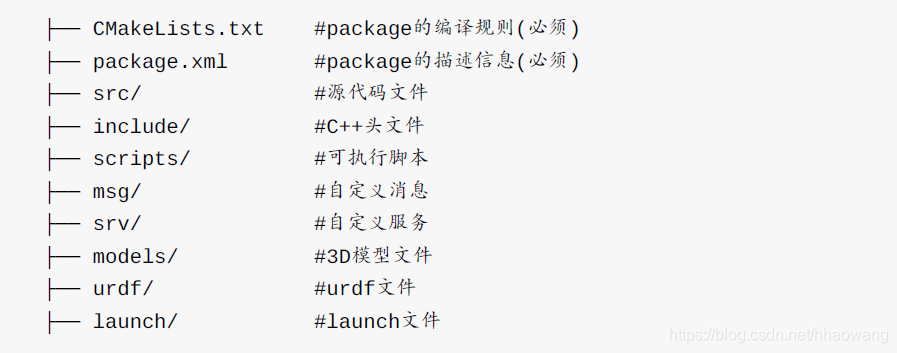 ├── CMakeLists.txt    #package的编译规则(必须)
├── package.xml       #package的描述信息(必须)
├── src/              #源代码文件
├── include/          #C++头文件
├── scripts/          #可执行脚本
├── msg/              #自定义消息
├── srv/              #自定义服务
├── models/           #3D模型文件
├── urdf/             #urdf文件
├── launch/           #launch文件
https://blog.csdn.net/hhaowang